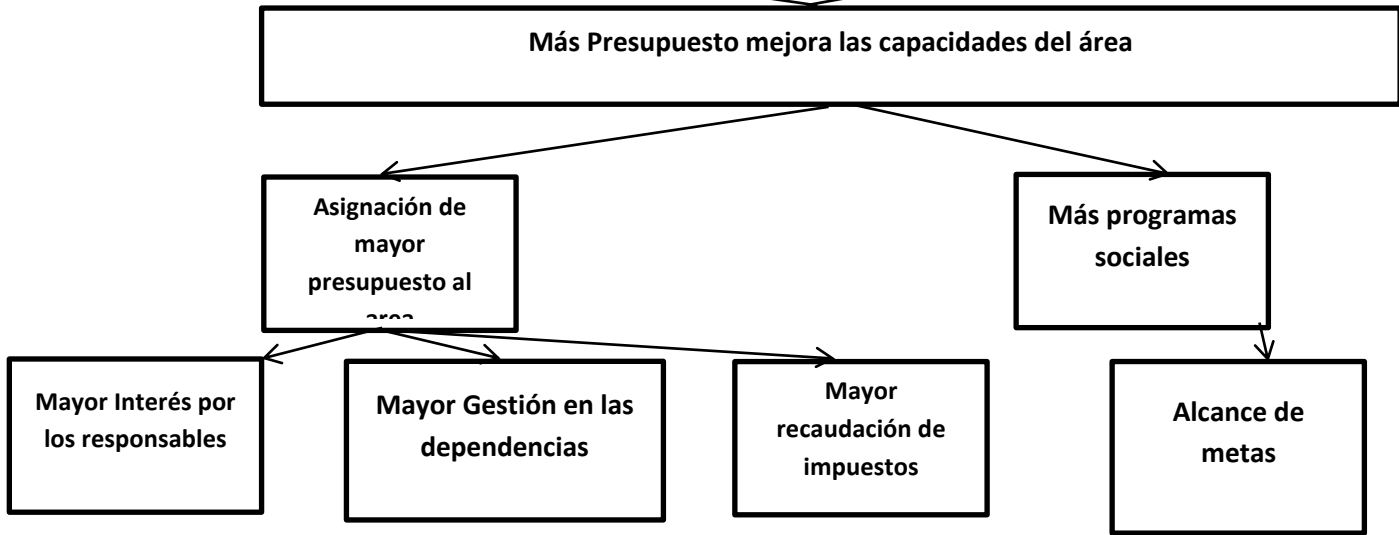 Más Presupuesto mejora las capacidades del área
Asignación de
mayor
presupuesto al
area
Más programas
sociales
Mayor Interés por
los responsables
Mayor Gestión en las
dependencias
Mayor
recaudación de
impuestos
Alcance de
metas